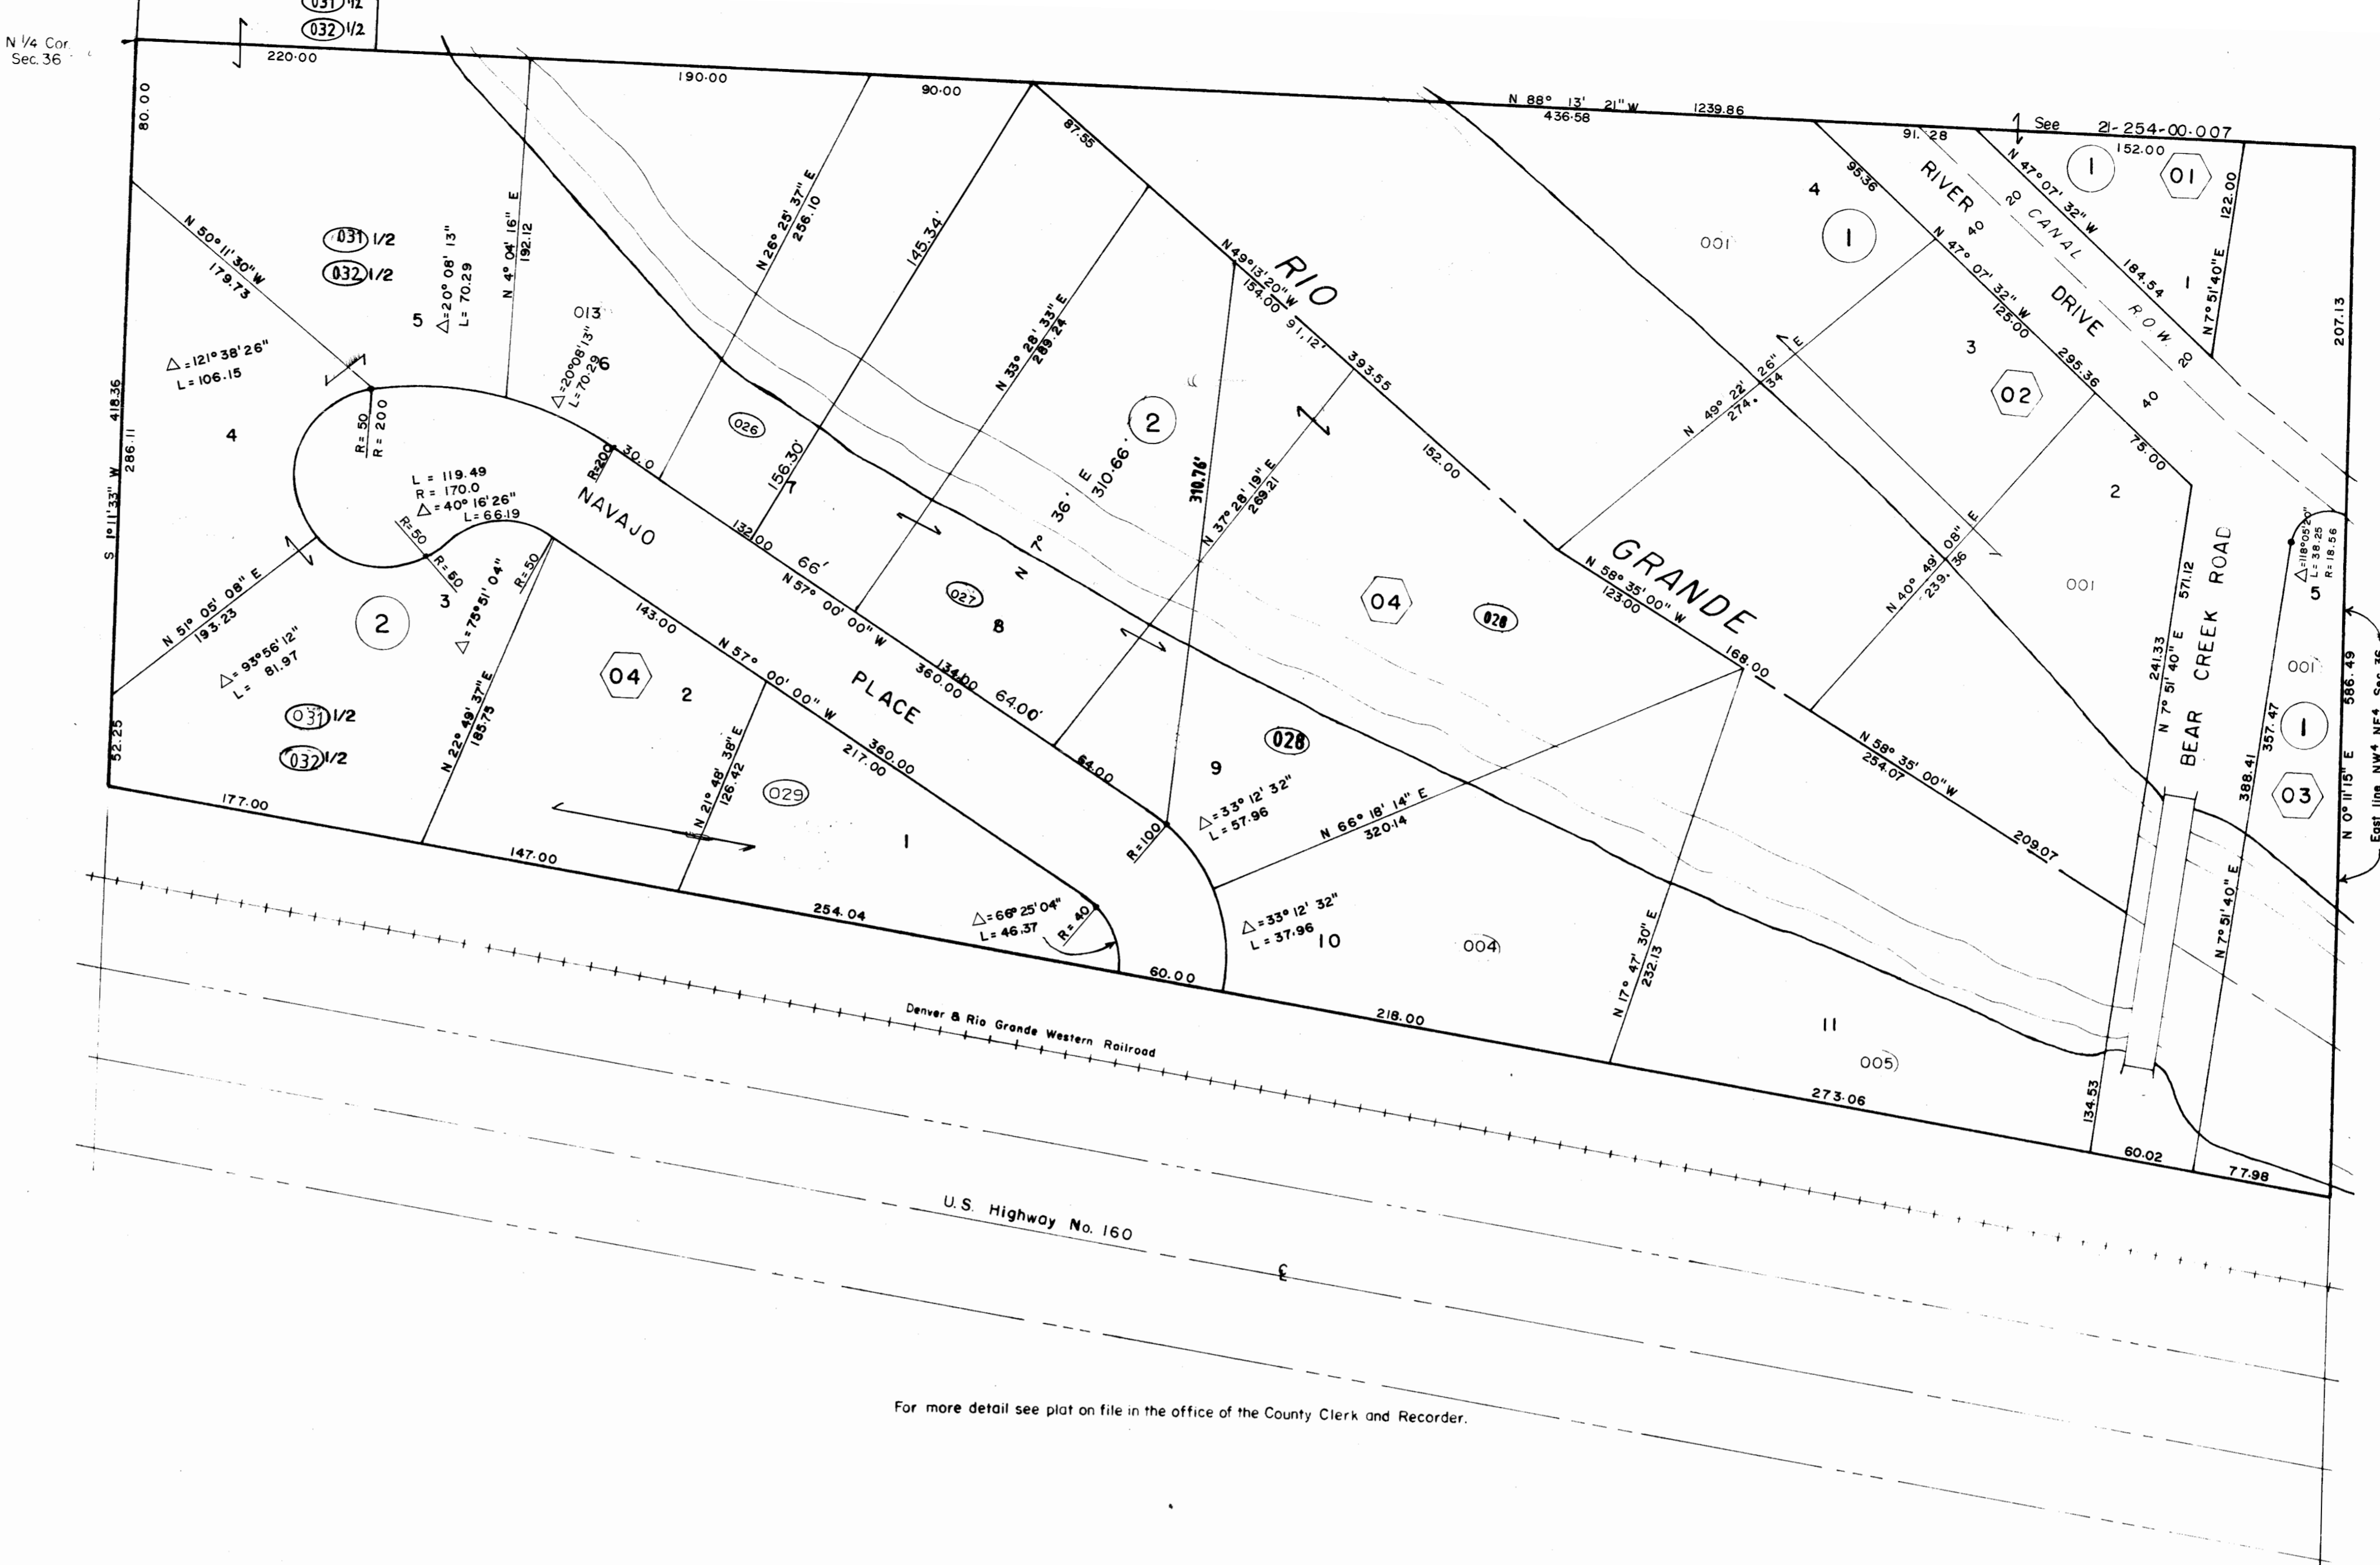 031 1/2
032 1/2
N 1/4 Cor.
Sec. 36
220.00
190.00
90.00
N 88° 13' 21" W 1239.86
436.58
91.28
See 21-254-00-007
152.00
80.00
S 1° 11' 33" W 418.36
286.11
52.25
N 50° 11' 30" W
179.73
031 1/2
032 1/2
5
△=20° 08' 13"
L= 70.29
N 4° 04' 16" E
192.12
013
6
△=20°08'13"
L=70.29
△=121° 38' 26"
L=106.15
4
R=50
R=200
L = 119.49
R = 170.0
△=40° 16' 26"
L=66.19
R=50
R=50
R=50
3
△=75° 51' 04"
N 51° 05' 08" E
193.23
2
△= 93°56' 12"
L= 81.97
031 1/2
032 1/2
N 22° 49' 37" E
185.75
177.00
N 26° 25' 37" E
256.10
145.34'
156.30'
026
R=200
30.0
132.00
66'
N 57° 00' 00" W
134.00
360.00
64.00'
64.00
NAVAJO
PLACE
143.00
N 57° 00' 00" W
360.00
217.00
04
2
N 21° 48' 38" E
126.42
029
1
147.00
254.04
△=66° 25' 04"
L= 46.37
R=40
60.00
R=100
N 33° 28' 33" E
289.24
027
8
N 7° 36' E
310.66'
2
310.76'
N 37° 28' 19" E
269.21
87.55
N49°13'20"W
154.00
91.12'
393.55
152.00
RIO
GRANDE
04
028
028
9
△=33° 12' 32"
L= 57.96
△=33° 12' 32"
L= 37.96
10
004
N 66° 18' 14" E
320.14
218.00
N 17° 47' 30" E
232.13
11
005
273.06
N 58° 35' 00" W
123.00
168.00
N 58° 35' 00" W
254.07
209.07
N 49° 22' 26" E
274.34
N 40° 49' 08" E
239.36
4
001
1
95.36
N 47° 07' 32" W
125.00
295.36
75.00
3
02
2
001
RIVER
DRIVE
40
40
20
CANAL
R.O.W.
20
N 47° 07' 32" W
184.54
1
01
1
122.00
N 7° 51' 40" E
207.13
BEAR CREEK ROAD
241.33
N 7° 51' 40" E 571.12
134.53
60.02
77.98
△=118°05'20"
L= 38.25
R= 18.56
5
001
1
03
357.47
388.41
N 7° 51' 40" E
N 0° 11' 15" E 586.49
East line NW4 NE4 Sec. 36
Denver & Rio Grande Western Railroad
U.S. Highway No. 160
℄
For more detail see plat on file in the office of the County Clerk and Recorder.